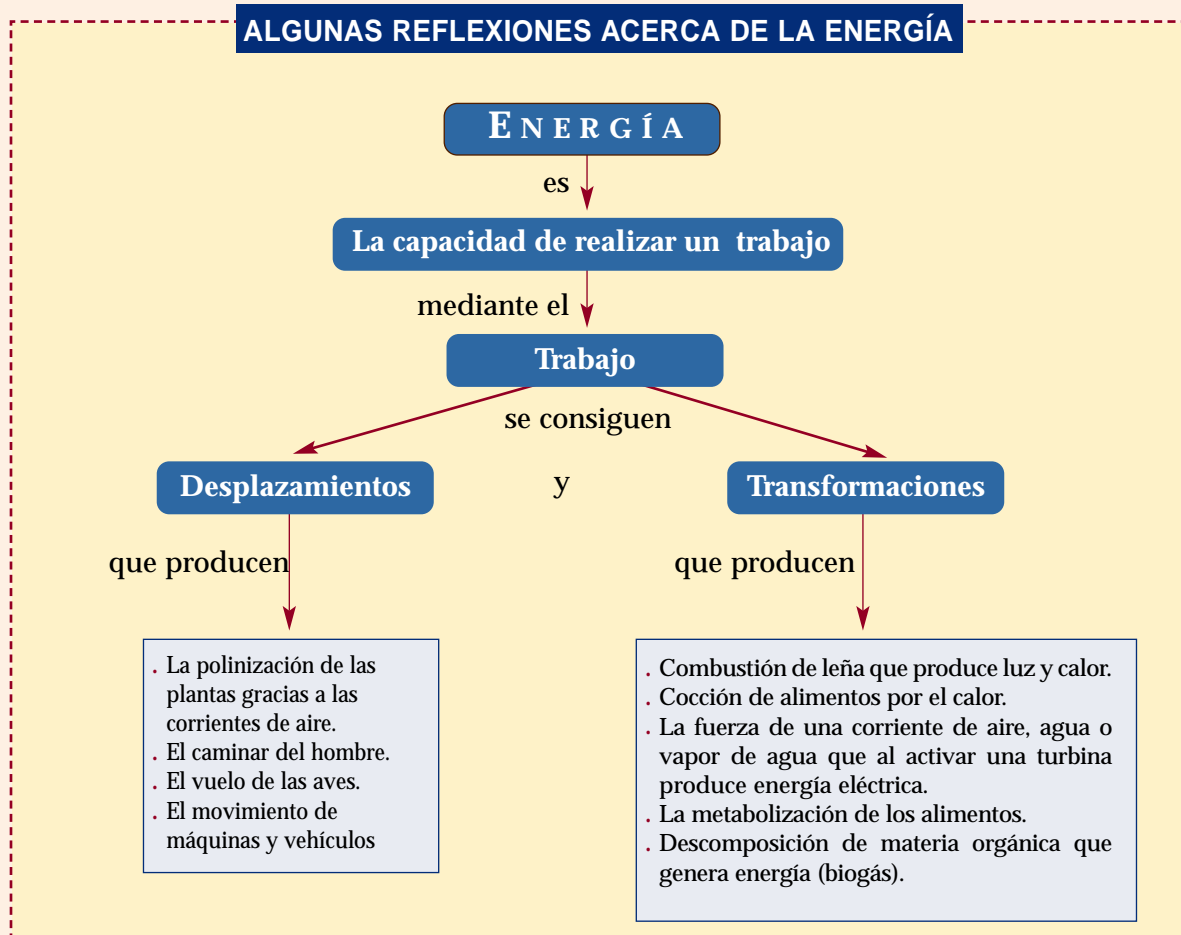 ALGUNAS REFLEXIONES ACERCA DE LA ENERGÍA
ENERGÍA
es
La capacidad de realizar un trabajo
mediante el
Trabajo
se consiguen
Desplazamientos
y
Transformaciones
que producen
que producen
. La polinización de las
plantas gracias a las
corrientes de aire.
. El caminar del hombre.
. El vuelo de las aves.
. El movimiento de
máquinas y vehículos
. Combustión de leña que produce luz y calor.
. Cocción de alimentos por el calor.
. La fuerza de una corriente de aire, agua o
vapor de agua que al activar una turbina
produce energía eléctrica.
. La metabolización de los alimentos.
. Descomposición de materia orgánica que
genera energía (biogás).